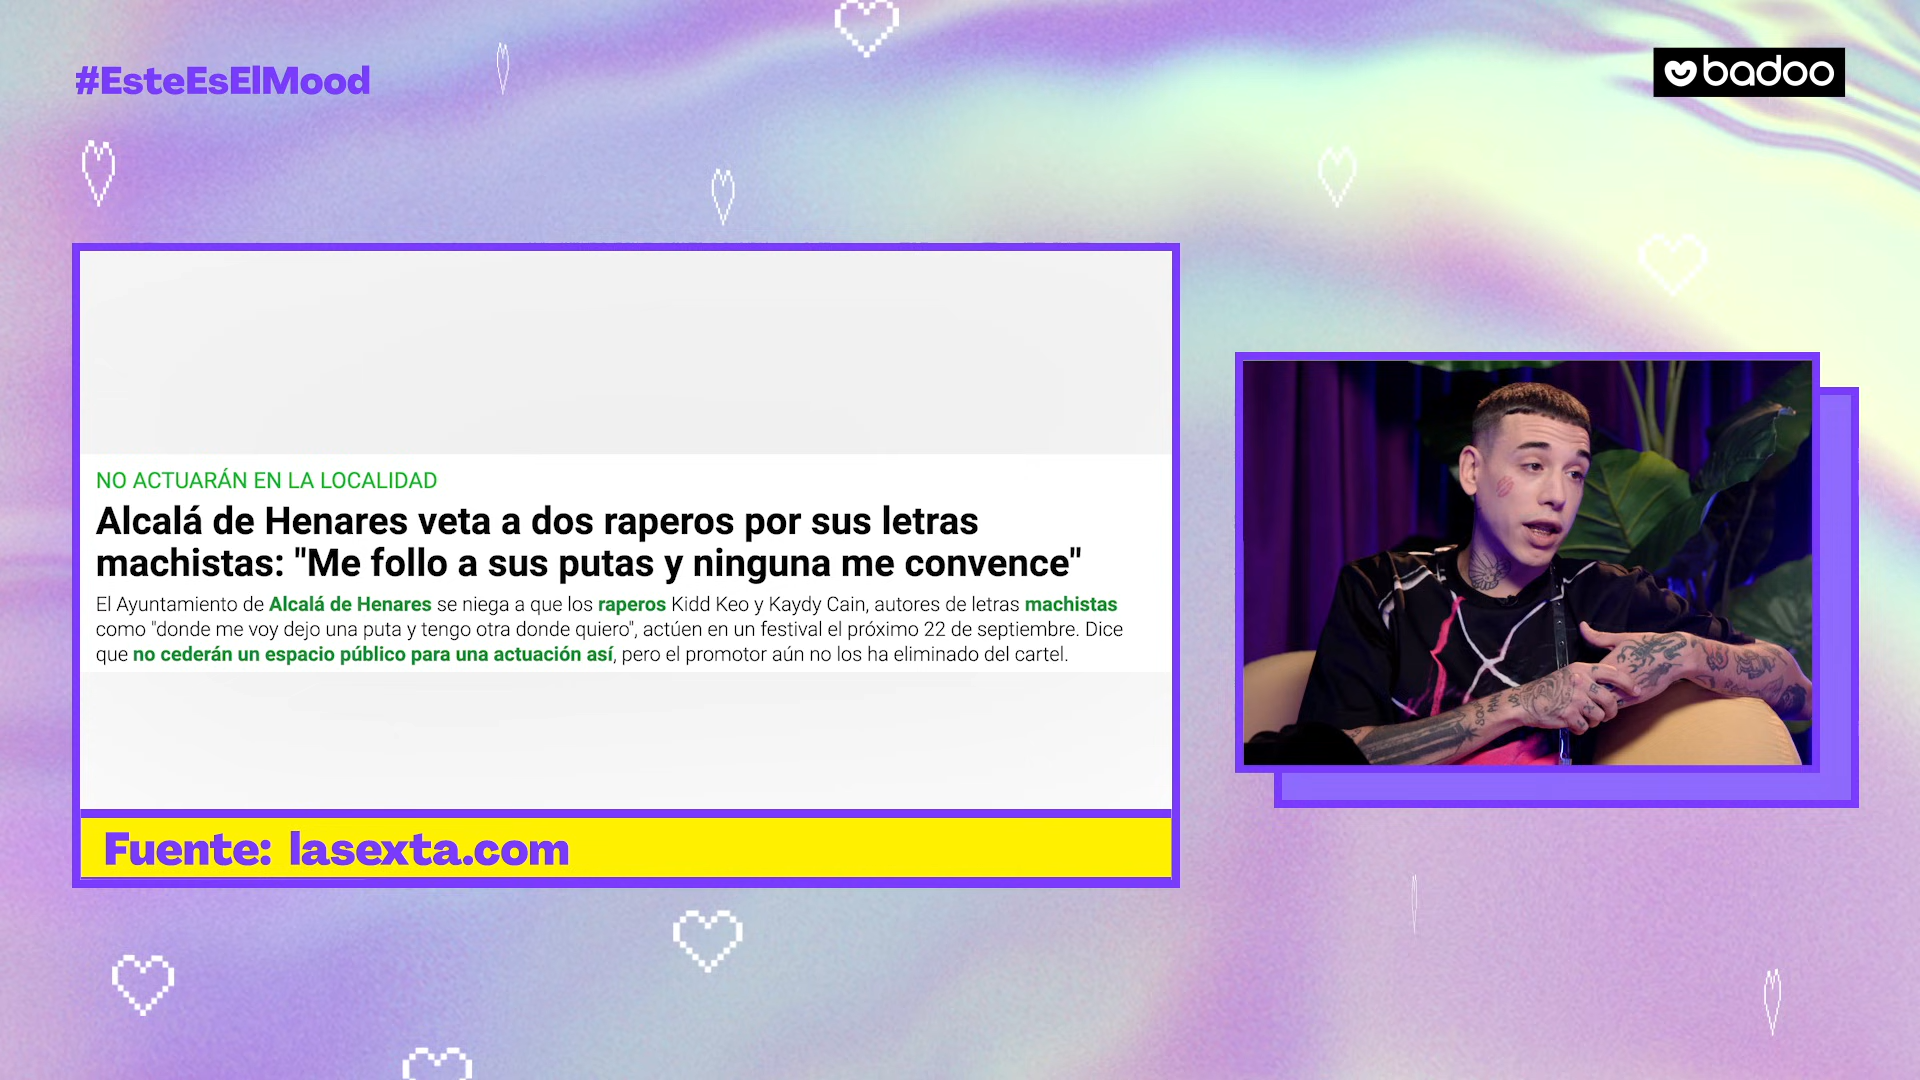 #EsteEsElMood
badoo
NO ACTUARÁN EN LA LOCALIDAD
Alcalá de Henares veta a dos raperos por sus letras
machistas: "Me follo a sus putas y ninguna me convence"
El Ayuntamiento de Alcalá de Henares se niega a que los raperos Kidd Keo y Kaydy Cain, autores de letras machistas
como "donde me voy dejo una puta y tengo otra donde quiero", actúen en un festival el próximo 22 de septiembre. Dice
que no cederán un espacio público para una actuación así, pero el promotor aún no los ha eliminado del cartel.
Fuente: lasexta.com